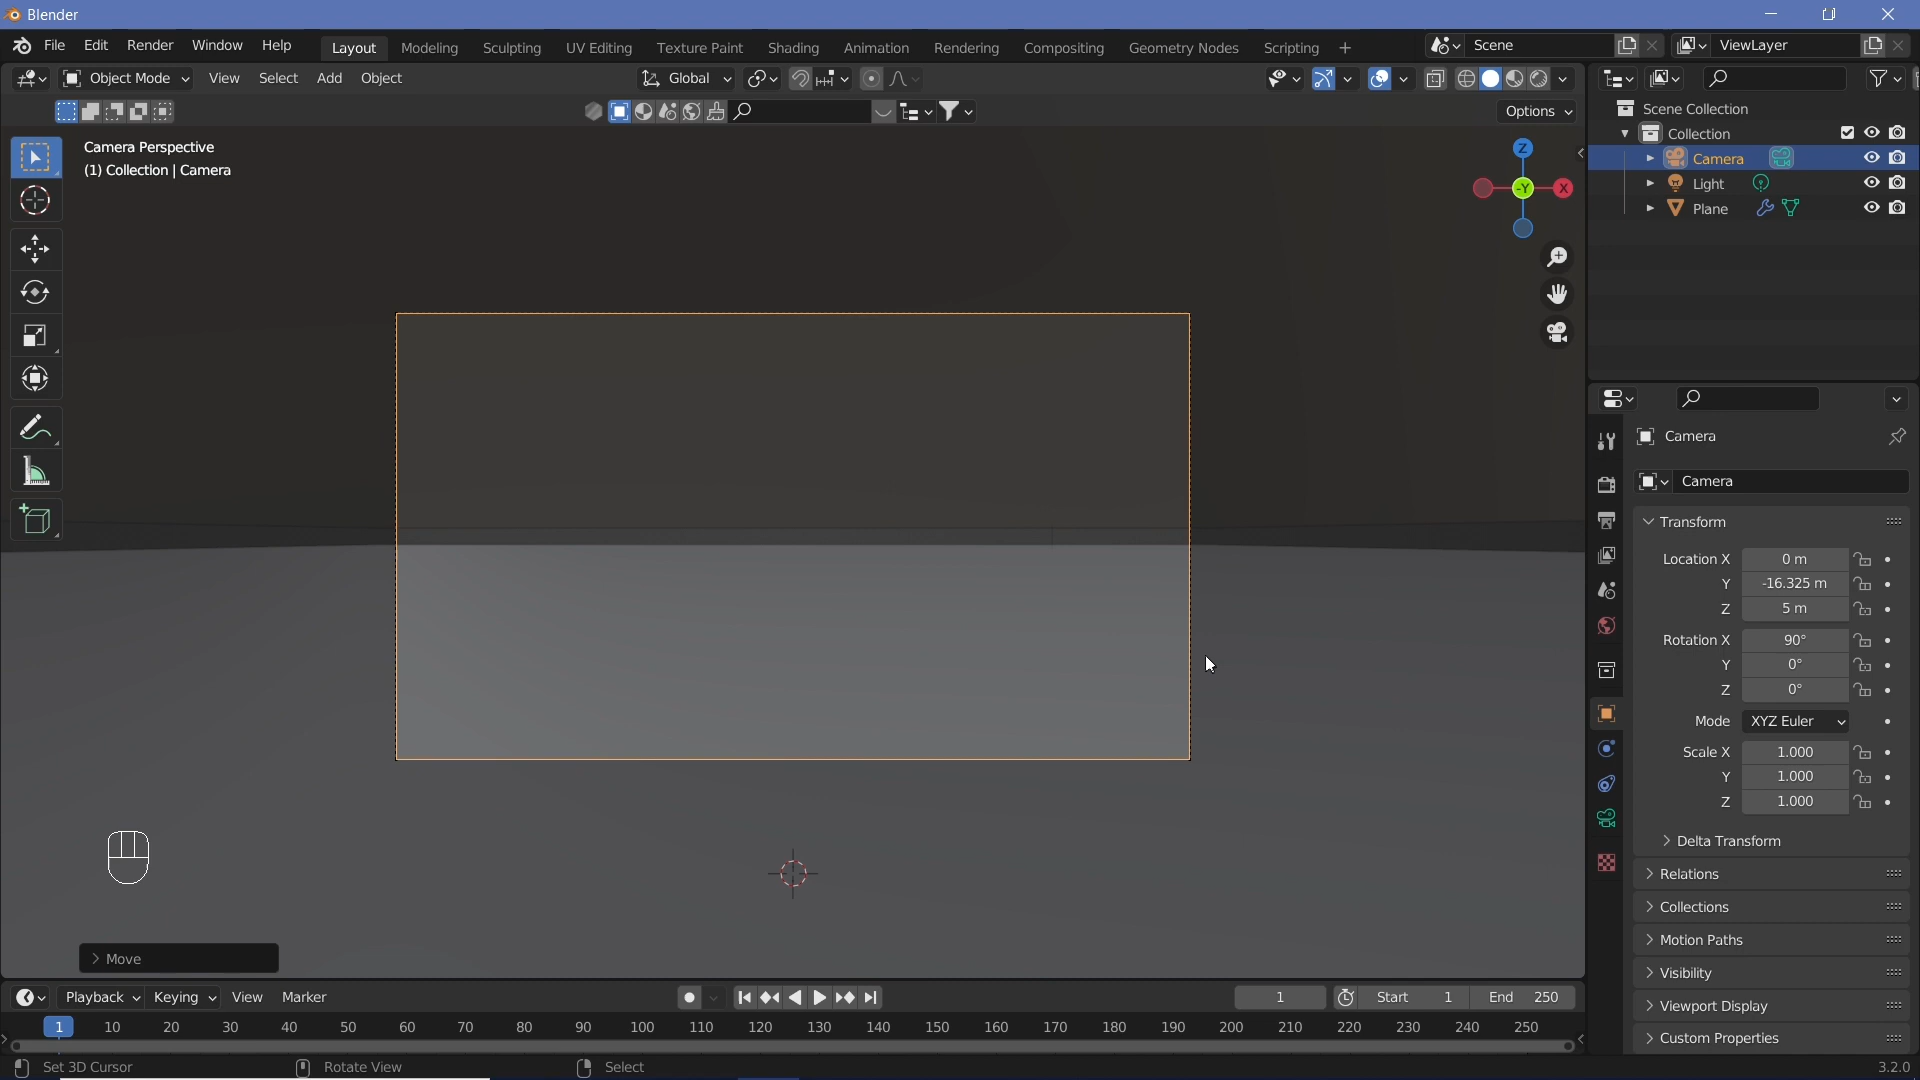 Blender
File Edit Render Window Help Layout Modeling Sculpting UV Editing Texture Paint Shading Animation Rendering Compositing Geometry Nodes Scripting + Scene ViewLayer
Object Mode View Select Add Object Global
Options
Camera Perspective
(1) Collection | Camera
Z
-Y
X
Move
Scene Collection
Collection
Camera
Light
Plane
Camera
Camera
Transform
Location X 0 m
Y -16.325 m
Z 5 m
Rotation X 90°
Y 0°
Z 0°
Mode XYZ Euler
Scale X 1.000
Y 1.000
Z 1.000
Delta Transform
Relations
Collections
Motion Paths
Visibility
Viewport Display
Custom Properties
Playback Keying View Marker 1 Start 1 End 250
1 10 20 30 40 50 60 70 80 90 100 110 120 130 140 150 160 170 180 190 200 210 220 230 240 250
Set 3D Cursor Rotate View Select 3.2.0